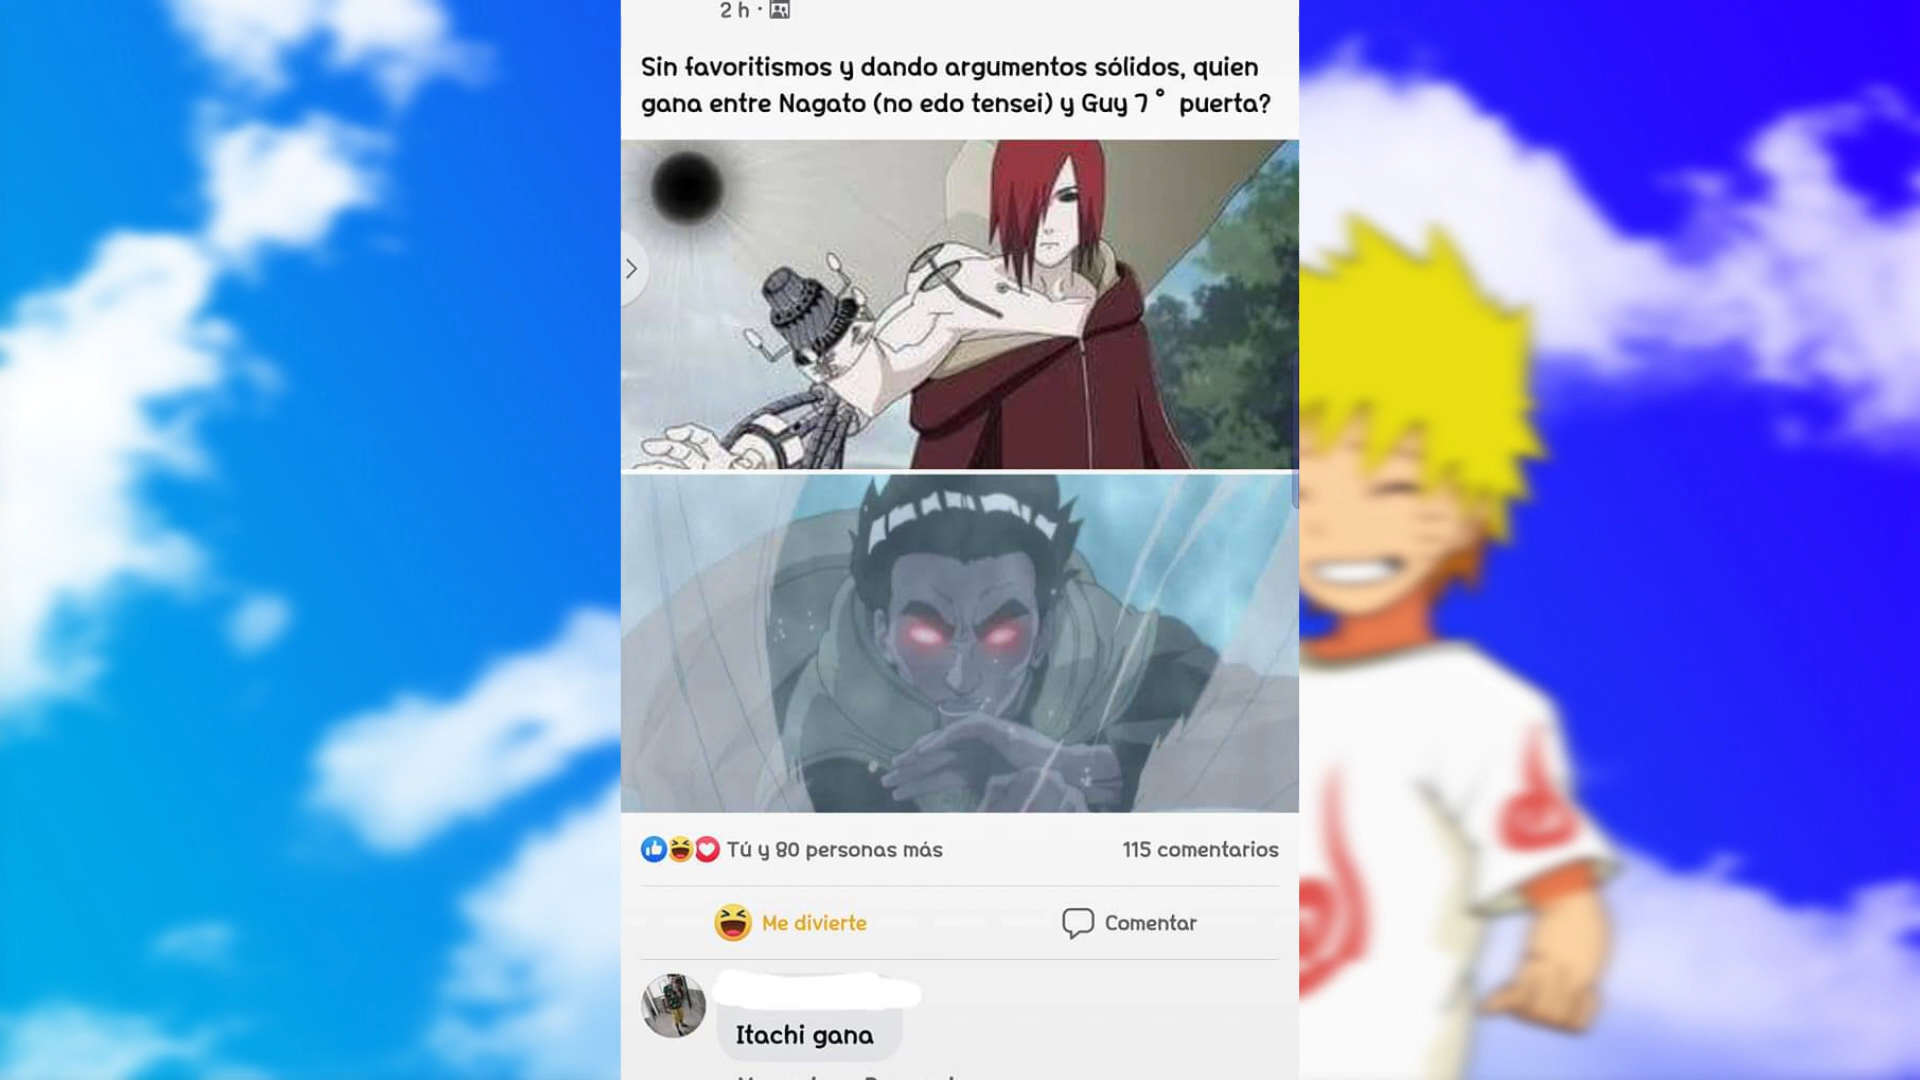 2 h ·
Sin favoritismos y dando argumentos sólidos, quien
gana entre Nagato (no edo tensei) y Guy 7° puerta?
Tú y 80 personas más
115 comentarios
Me divierte
Comentar
Itachi gana